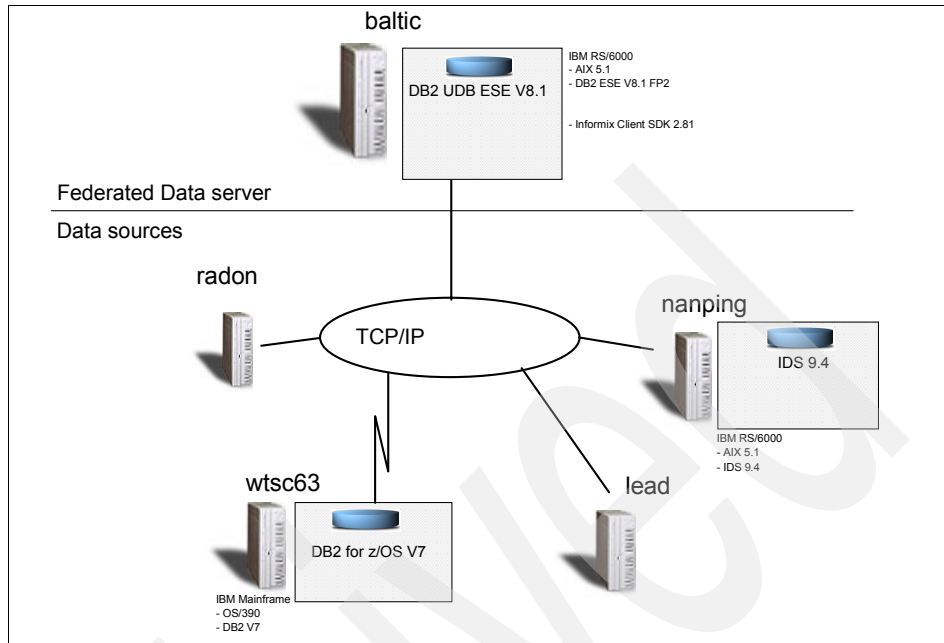 baltic
DB2 UDB ESE V8.1
IBM RS/6000
- AIX 5.1
- DB2 ESE V8.1 FP2
- Informix Client SDK 2.81
Federated Data server
Data sources
radon
TCP/IP
nanping
IDS 9.4
IBM RS/6000
- AIX 5.1
- IDS 9.4
wtsc63
DB2 for z/OS V7
IBM Mainframe
- OS/390
- DB2 V7
lead